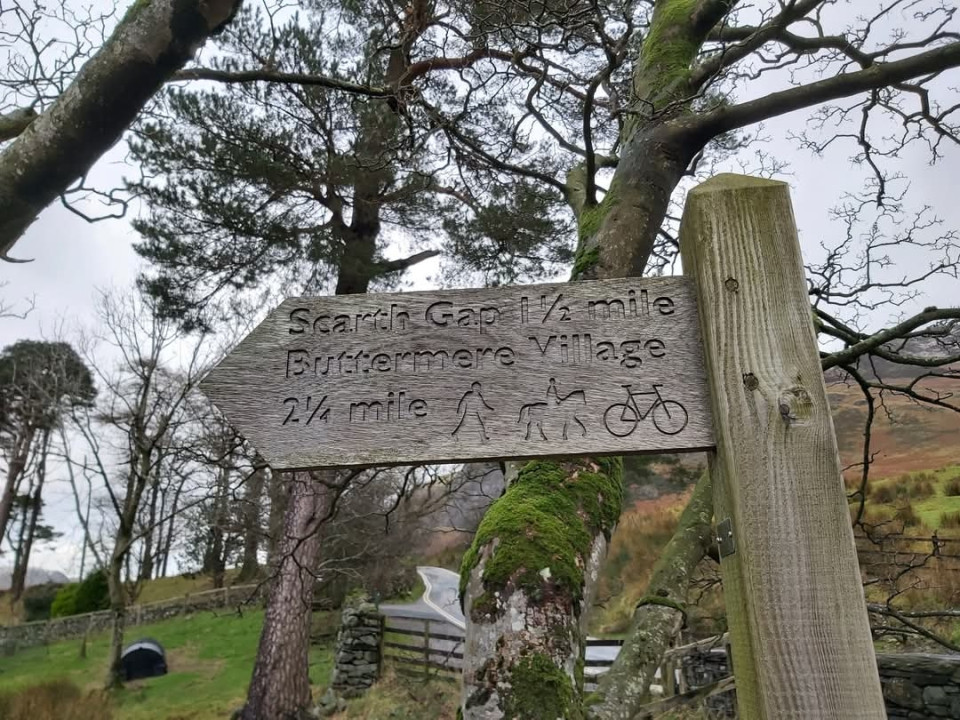 Scarth Gap 1½ mile
Buttermere Village
2¼ mile